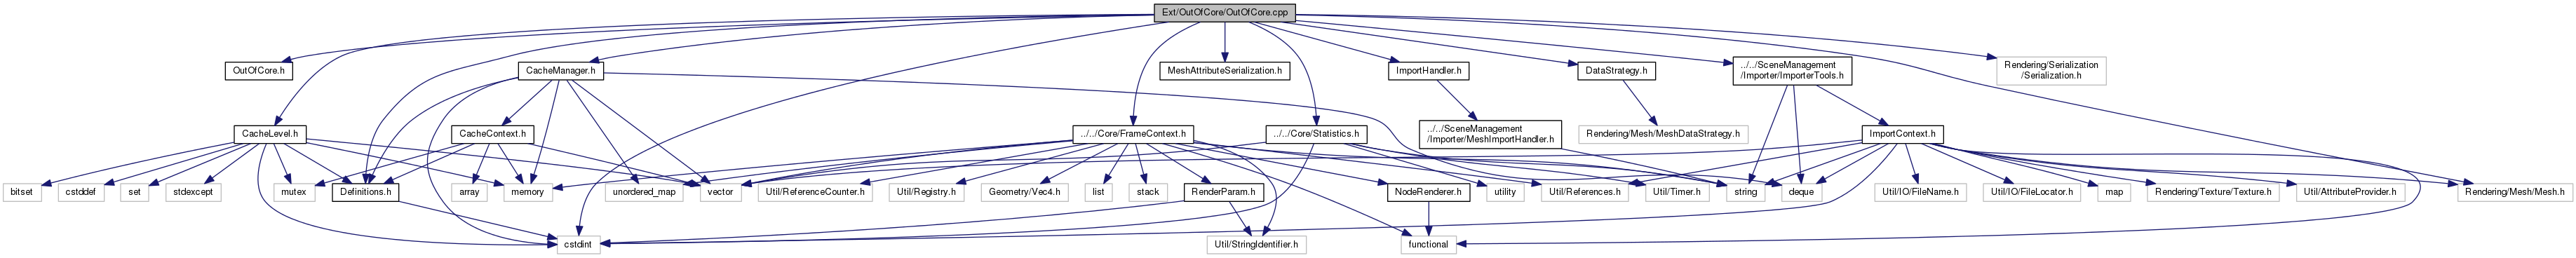 Ext/OutOfCore/OutOfCore.cpp
OutOfCore.h
CacheManager.h
MeshAttributeSerialization.h
ImportHandler.h
DataStrategy.h
../../SceneManagement
/Importer/ImporterTools.h
Rendering/Serialization
/Serialization.h
CacheLevel.h
CacheContext.h
../../Core/FrameContext.h
../../Core/Statistics.h
../../SceneManagement
/Importer/MeshImportHandler.h
Rendering/Mesh/MeshDataStrategy.h
ImportContext.h
bitset
cstddef
set
stdexcept
mutex
Definitions.h
array
memory
unordered_map
vector
Util/ReferenceCounter.h
Util/Registry.h
Geometry/Vec4.h
list
stack
RenderParam.h
NodeRenderer.h
utility
Util/References.h
Util/Timer.h
string
deque
Util/IO/FileName.h
Util/IO/FileLocator.h
map
Rendering/Texture/Texture.h
Util/AttributeProvider.h
Rendering/Mesh/Mesh.h
cstdint
Util/StringIdentifier.h
functional